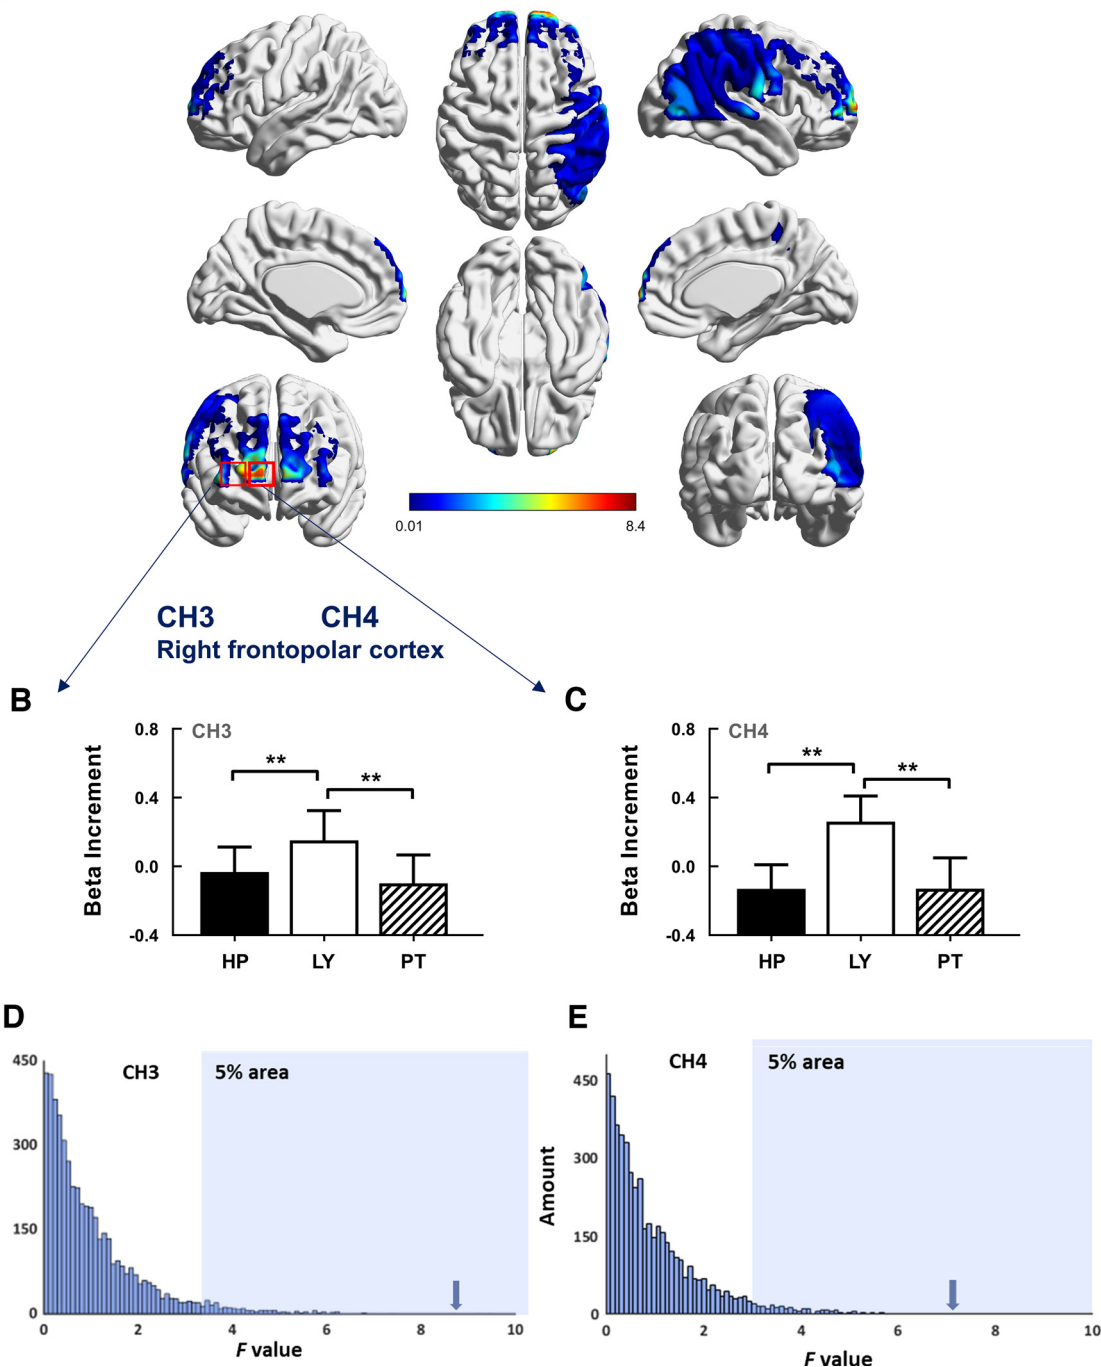 0.01 8.4
CH3 CH4
Right frontopolar cortex
B
CH3
Beta Increment
0.8
0.4
0.0
-0.4
**
**
HP LY PT
C
CH4
Beta Increment
0.8
0.4
0.0
-0.4
**
**
HP LY PT
D
CH3
5% area
450
300
150
0
0 2 4 6 8 10
F value
E
CH4
5% area
Amount
450
300
150
0
0 2 4 6 8 10
F value